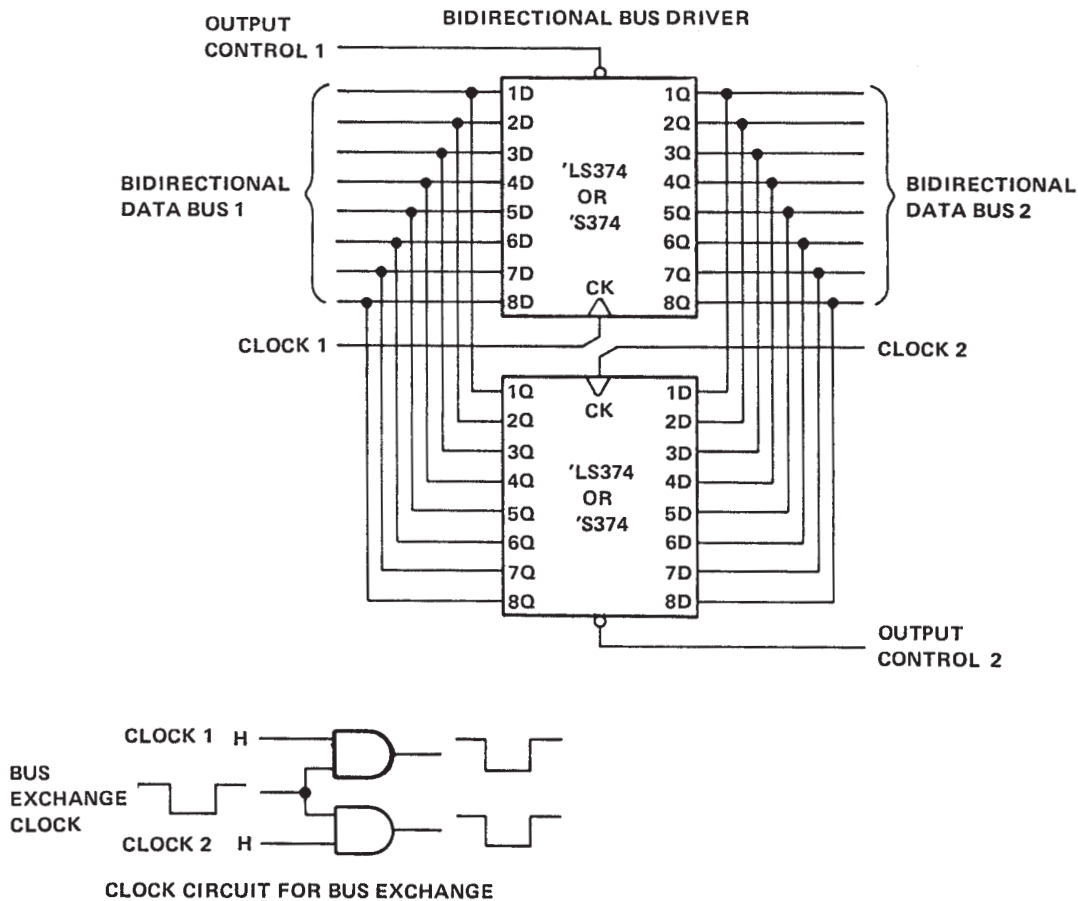 BIDIRECTIONAL BUS DRIVER
OUTPUT
CONTROL 1
1D
2D
3D
4D
5D
6D
7D
8D
'LS374
OR
'S374
CK
1Q
2Q
3Q
4Q
5Q
6Q
7Q
8Q
BIDIRECTIONAL
DATA BUS 1
BIDIRECTIONAL
DATA BUS 2
CLOCK 1
CLOCK 2
1Q
2Q
3Q
4Q
5Q
6Q
7Q
8Q
CK
'LS374
OR
'S374
1D
2D
3D
4D
5D
6D
7D
8D
OUTPUT
CONTROL 2
CLOCK 1 H
BUS
EXCHANGE
CLOCK
CLOCK 2 H
CLOCK CIRCUIT FOR BUS EXCHANGE